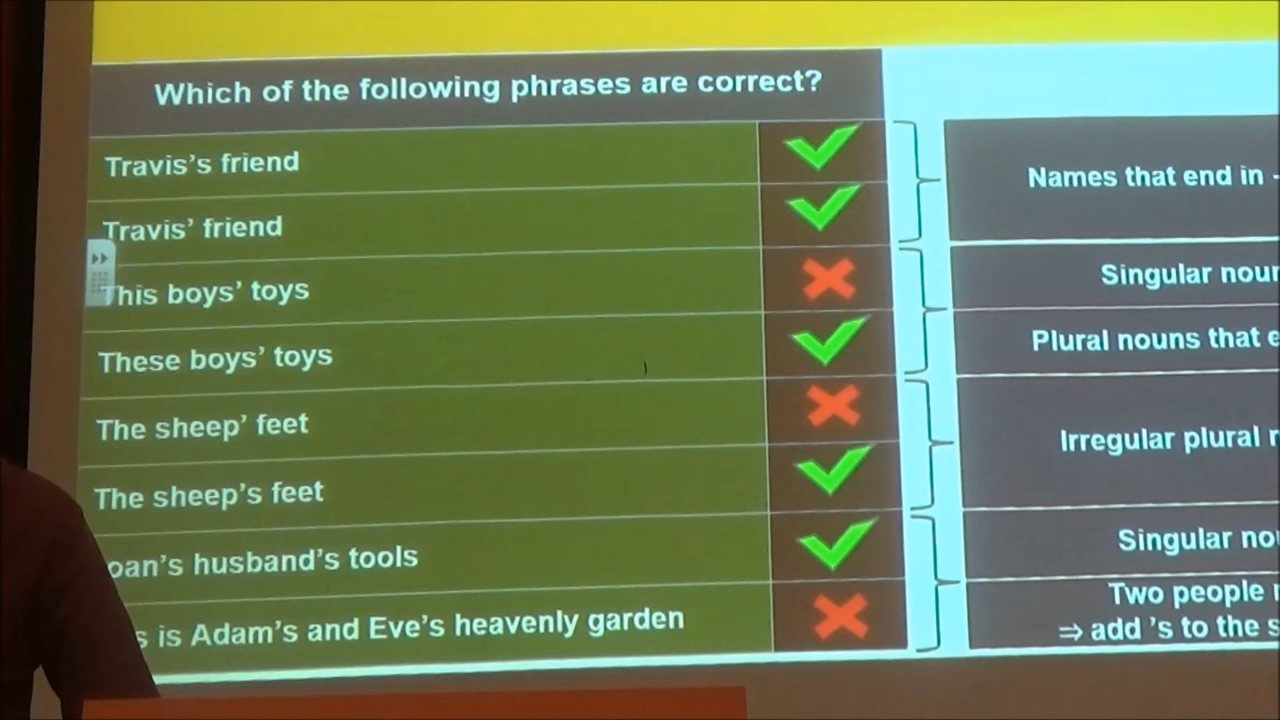 Which of the following phrases are correct?
Travis's friend
Travis' friend
This boys' toys
These boys' toys
The sheep' feet
The sheep's feet
oan's husband's tools
s is Adam's and Eve's heavenly garden
Names that end in -
Singular
Plural nouns that
Irregular plural
Singular
Two people
⇒ add 's to the